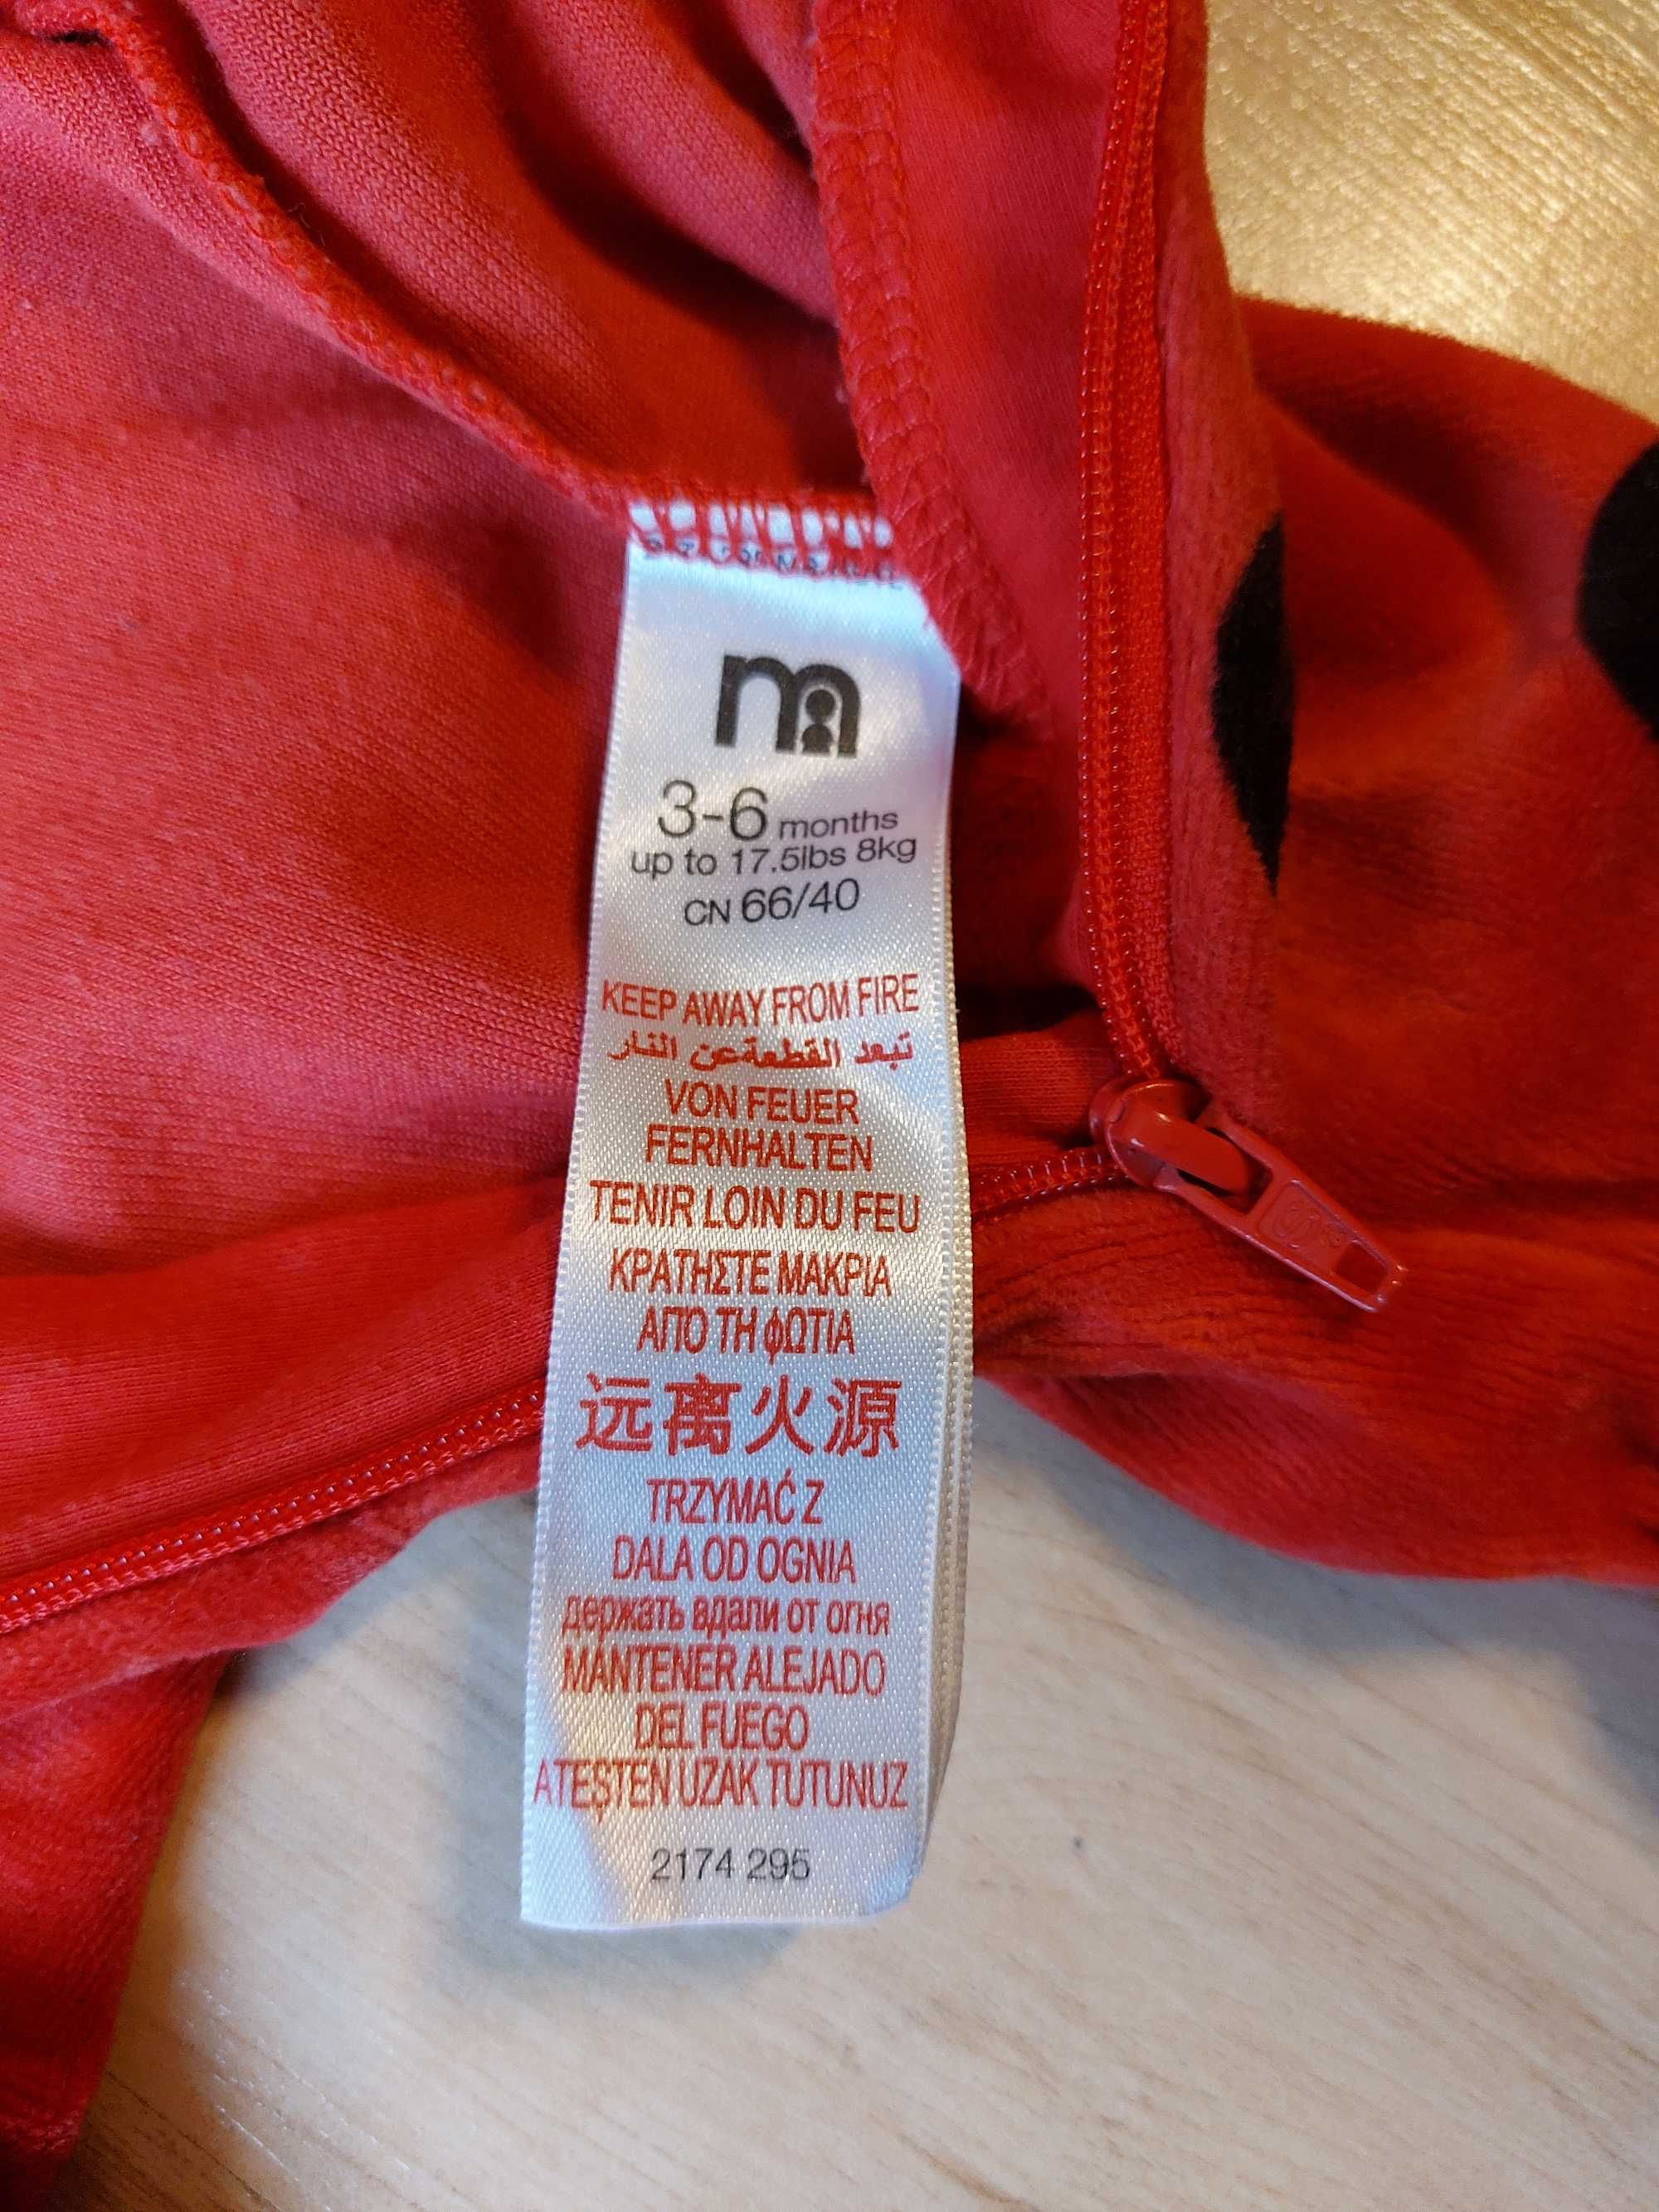 m
3-6 months
up to 17.5lbs 8kg
CN 66/40
KEEP AWAY FROM FIRE
تبعد القطعة عن النار
VON FEUER
FERNHALTEN
TENIR LOIN DU FEU
ΚΡΑΤΗΣΤΕ ΜΑΚΡΙΑ
ΑΠΟ ΤΗ ΦΩΤΙΑ
远离火源
TRZYMAĆ Z
DALA OD OGNIA
держать вдали от огня
MANTENER ALEJADO
DEL FUEGO
ATEŞTEN UZAK TUTUNUZ
2174 295